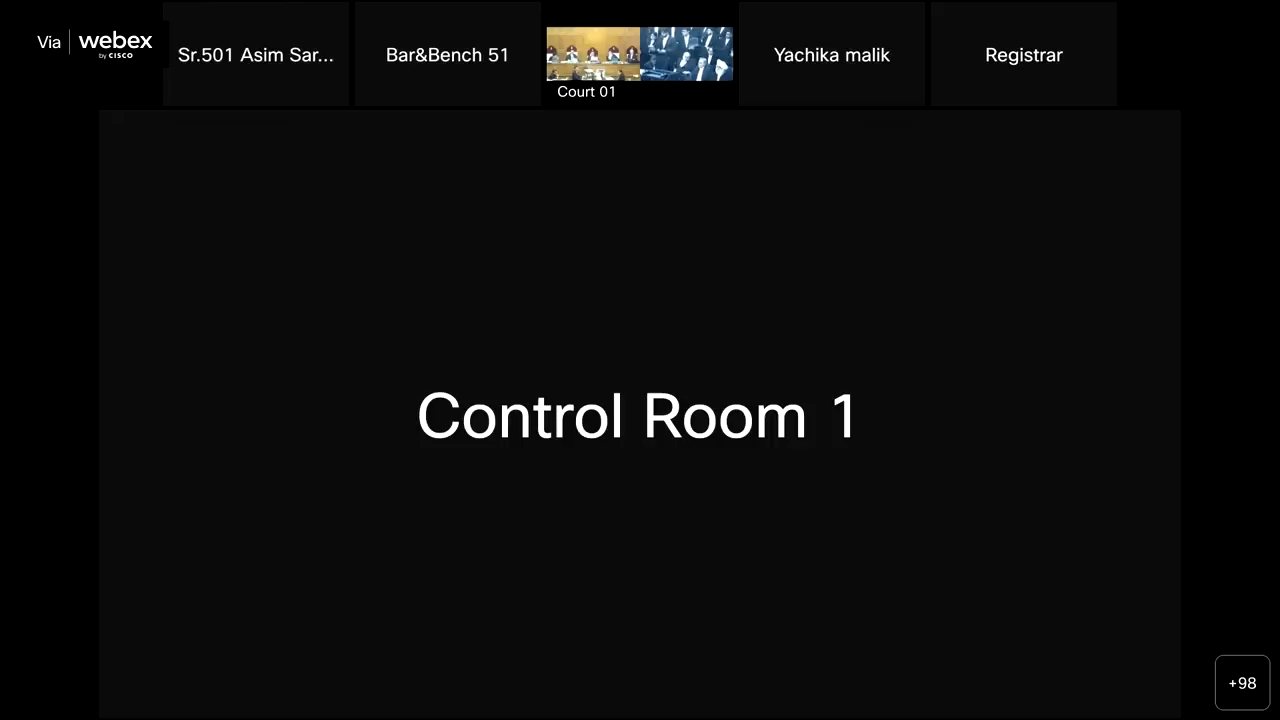 Via webex
by CISCO
Sr.501 Asim Sar...
Bar&Bench 51
Court 01
Yachika malik
Registrar
Control Room 1
+98